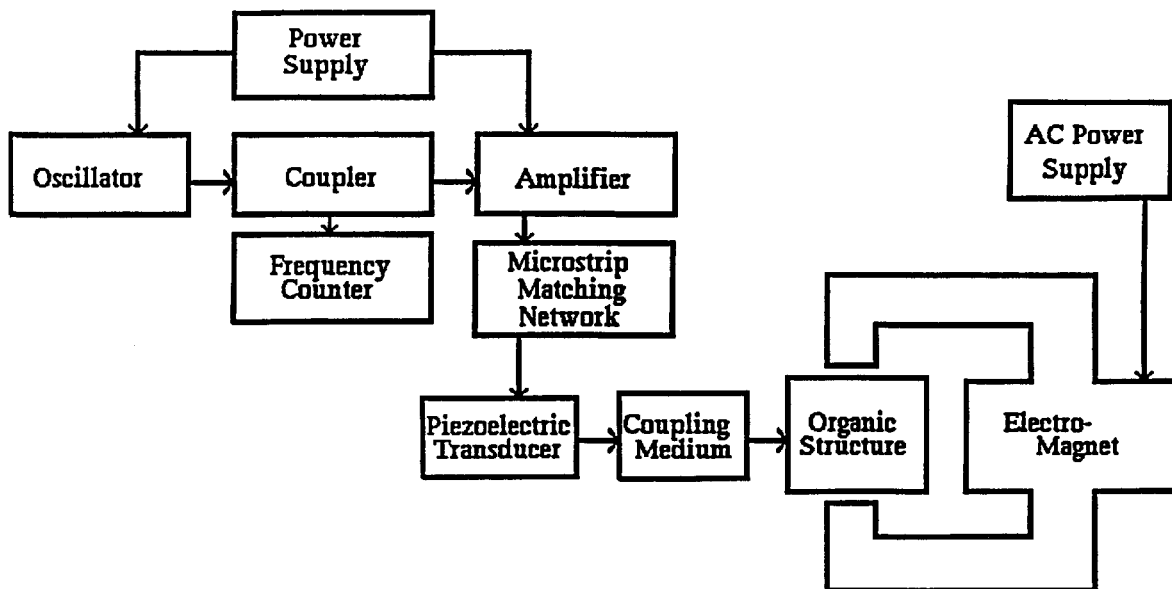 Power
Supply
AC Power
Supply
Oscillator
Coupler
Amplifier
Frequency
Counter
Microstrip
Matching
Network
Piezoelectric
Transducer
Coupling
Medium
Organic
Structure
Electro-
Magnet